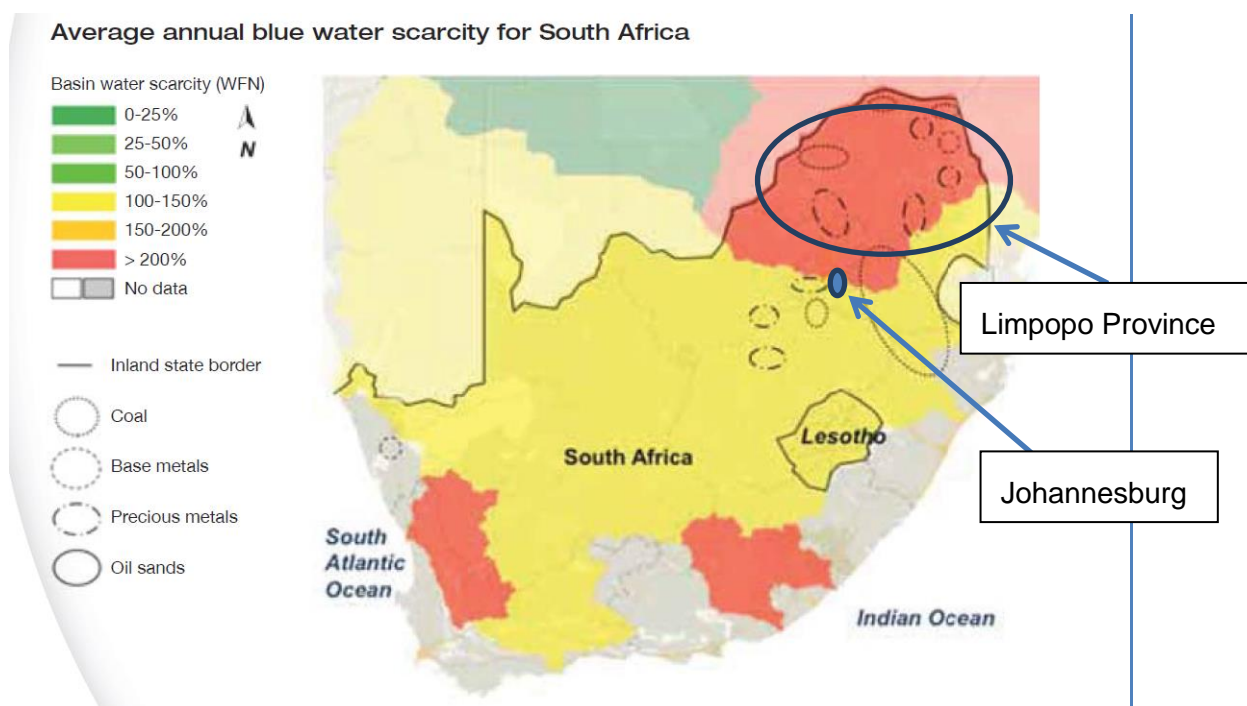 Average annual blue water scarcity for South Africa
Basin water scarcity (WFN)
0-25%
25-50%
50-100%
100-150%
150-200%
> 200%
No data
N
Inland state border
Coal
Base metals
Precious metals
Oil sands
South Africa
Lesotho
South
Atlantic
Ocean
Indian Ocean
Limpopo Province
Johannesburg